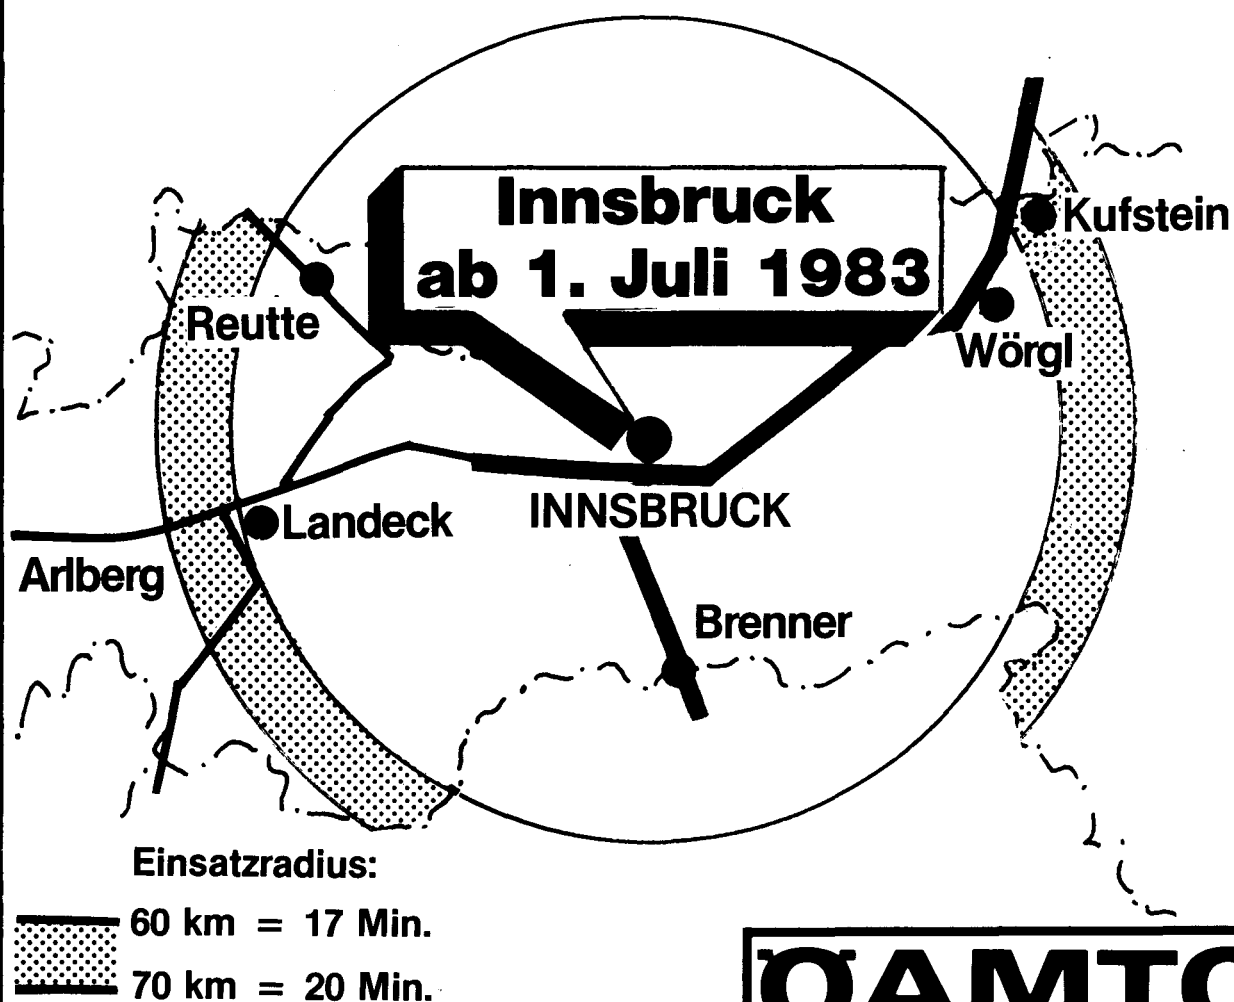 Innsbruck
ab 1. Juli 1983
Kufstein
Reutte
Wörgl
INNSBRUCK
Landeck
Arlberg
Brenner
Einsatzradius:
60 km = 17 Min.
70 km = 20 Min.
ÖAMTC